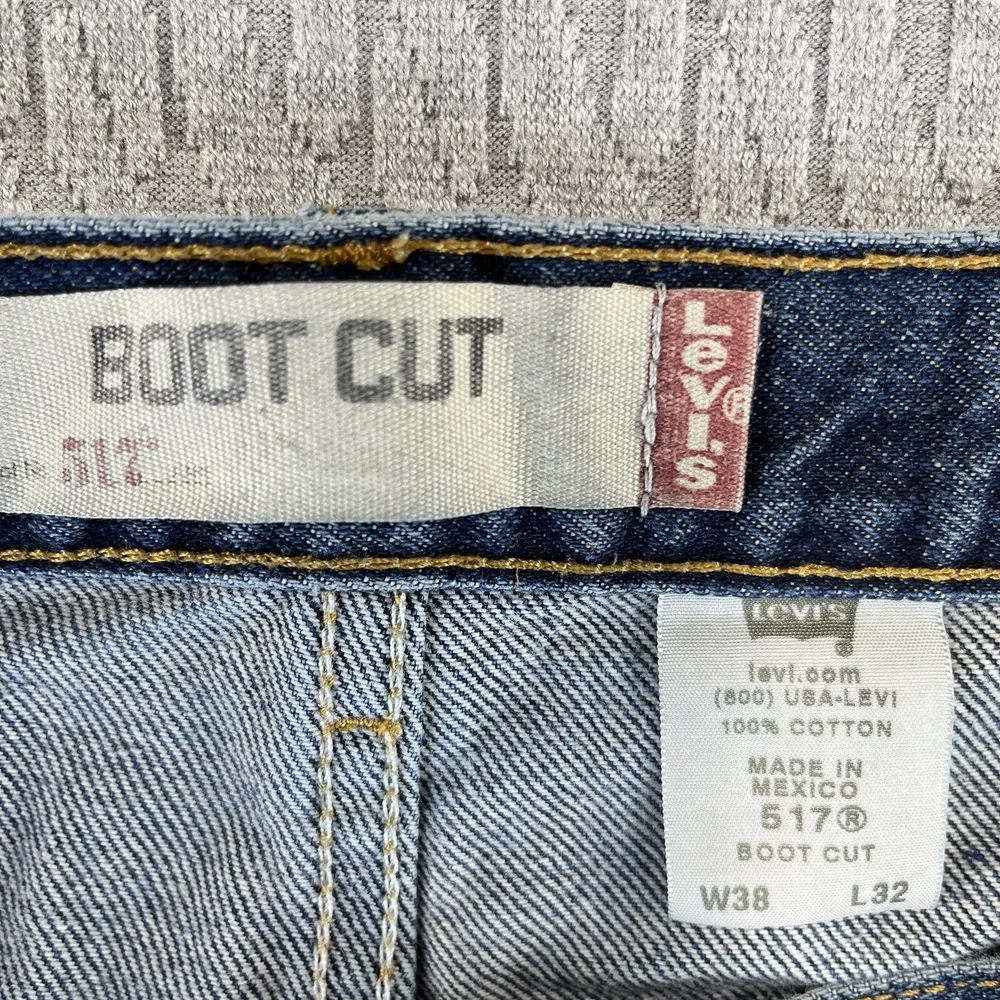 BOOT CUT
517®
Levi's®
LEVI'S
®
levi.com
(800) USA-LEVI
100% COTTON
MADE IN
MEXICO
517®
BOOT CUT
W38 L32